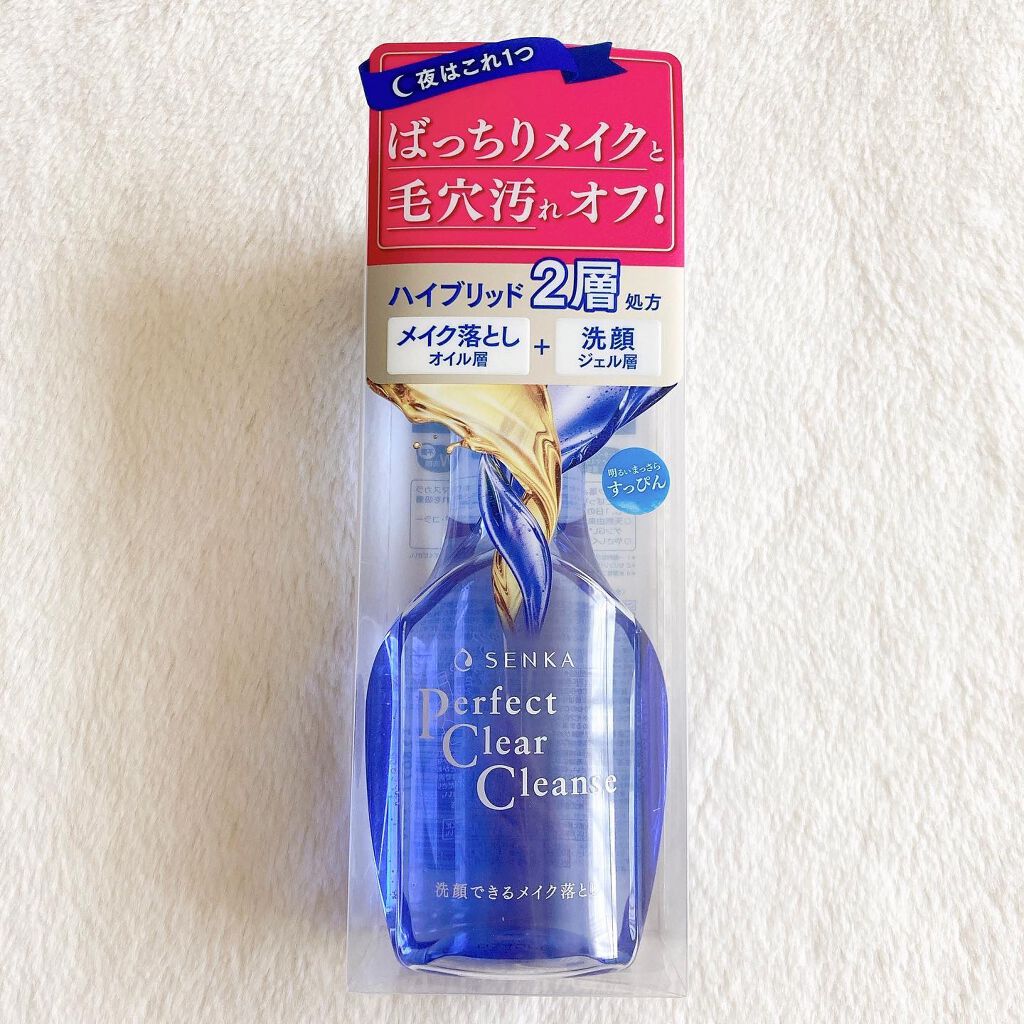 夜はこれ1つ
ばっちりメイクと
毛穴汚れオフ!
ハイブリッド2層処方
メイク落とし
オイル層
+
洗顔
ジェル層
明るいまっさら
すっぴん
SENKA
Perfect
Clear
Cleanse
洗顔できるメイク落とし